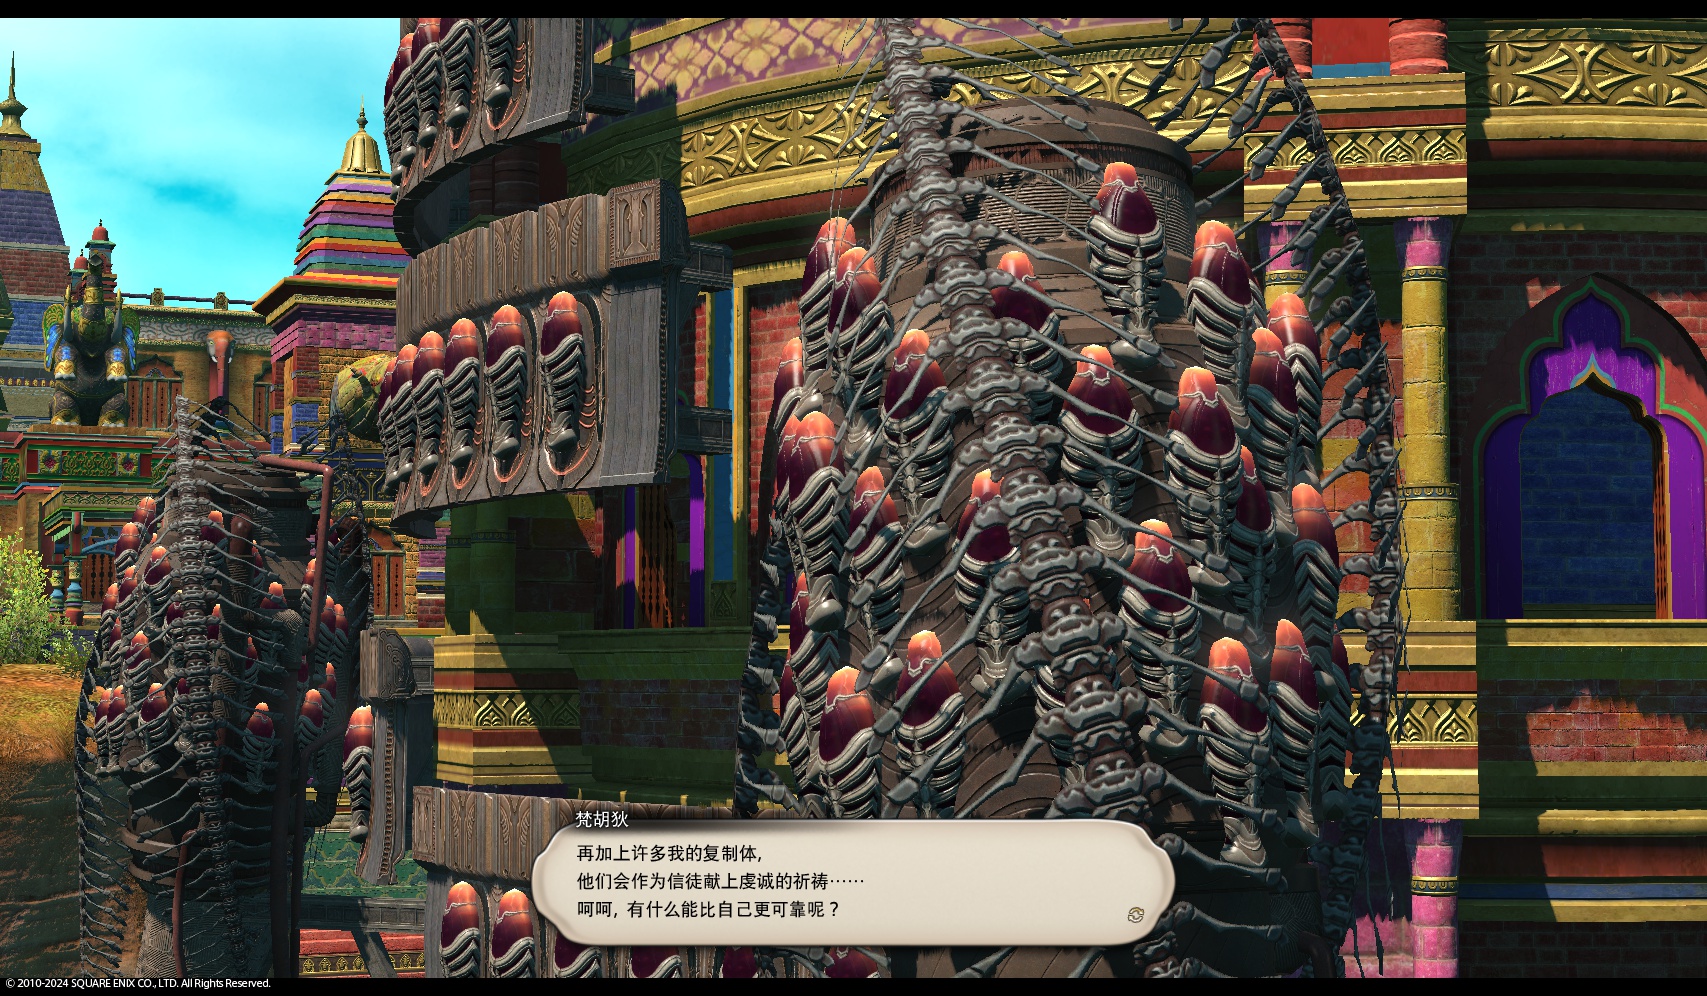 梵胡狄
再加上许多我的复制体,
他们会作为信徒献上虔诚的祈祷……
呵呵, 有什么能比自己更可靠呢？
© 2010-2024 SQUARE ENIX CO., LTD. All Rights Reserved.